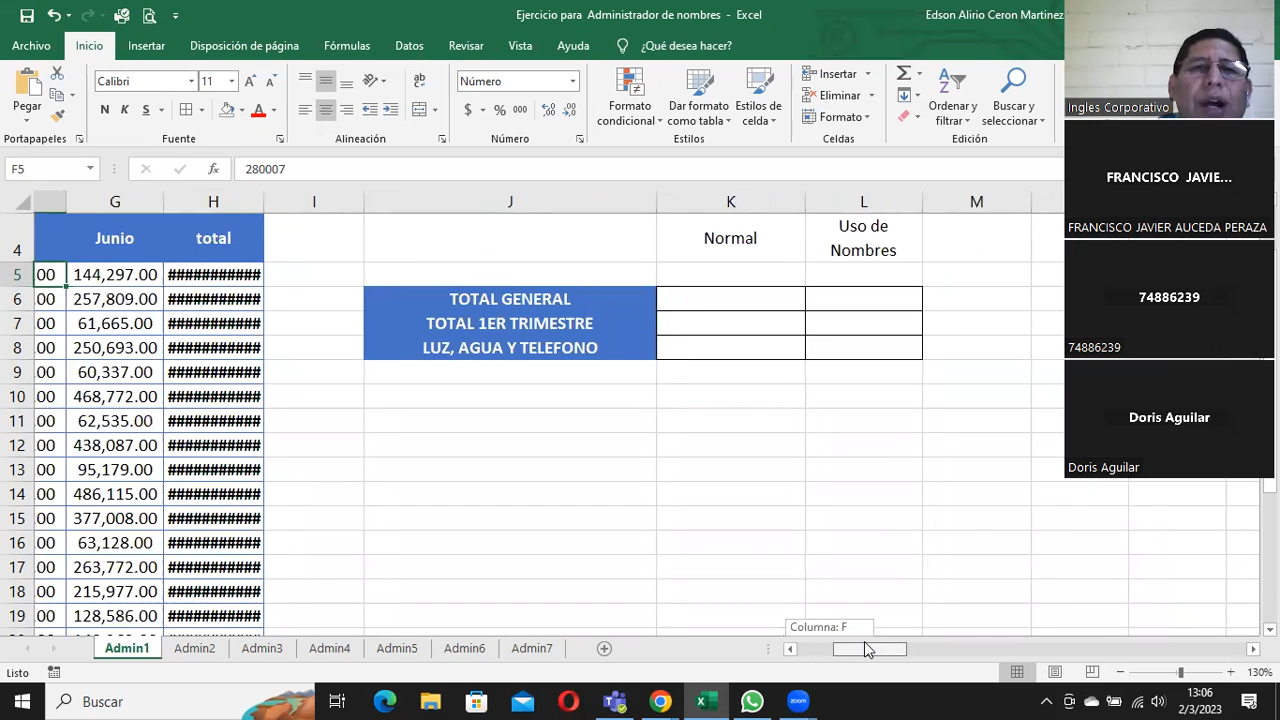 Ejercicio para Administrador de nombres - Excel
Edson Alirio Ceron Martinez
Archivo Inicio Insertar Disposición de página Fórmulas Datos Revisar Vista Ayuda ¿Qué desea hacer?
Calibri 11 Número
Pegar
N K S
$ % 000
Formato condicional
Dar formato como tabla
Estilos de celda
Insertar
Eliminar
Formato
Ordenar y filtrar
Buscar y seleccionar
Portapapeles Fuente Alineación Número Estilos Celdas Edición
F5 280007
G H I J K L M
4 Junio total Normal Uso de Nombres
5 00 144,297.00 ###########
6 00 257,809.00 ########### TOTAL GENERAL
7 00 61,665.00 ########### TOTAL 1ER TRIMESTRE
8 00 250,693.00 ########### LUZ, AGUA Y TELEFONO
9 00 60,337.00 ###########
10 00 468,772.00 ###########
11 00 62,535.00 ###########
12 00 438,087.00 ###########
13 00 95,179.00 ###########
14 00 486,115.00 ###########
15 00 377,008.00 ###########
16 00 63,128.00 ###########
17 00 263,772.00 ###########
18 00 215,977.00 ###########
19 00 128,586.00 ###########
Columna: F
Admin1 Admin2 Admin3 Admin4 Admin5 Admin6 Admin7
Listo 130%
Buscar
13:06
2/3/2023
Ingles Corporativo
FRANCISCO JAVIE...
FRANCISCO JAVIER AUCEDA PERAZA
74886239
74886239
Doris Aguilar
Doris Aguilar